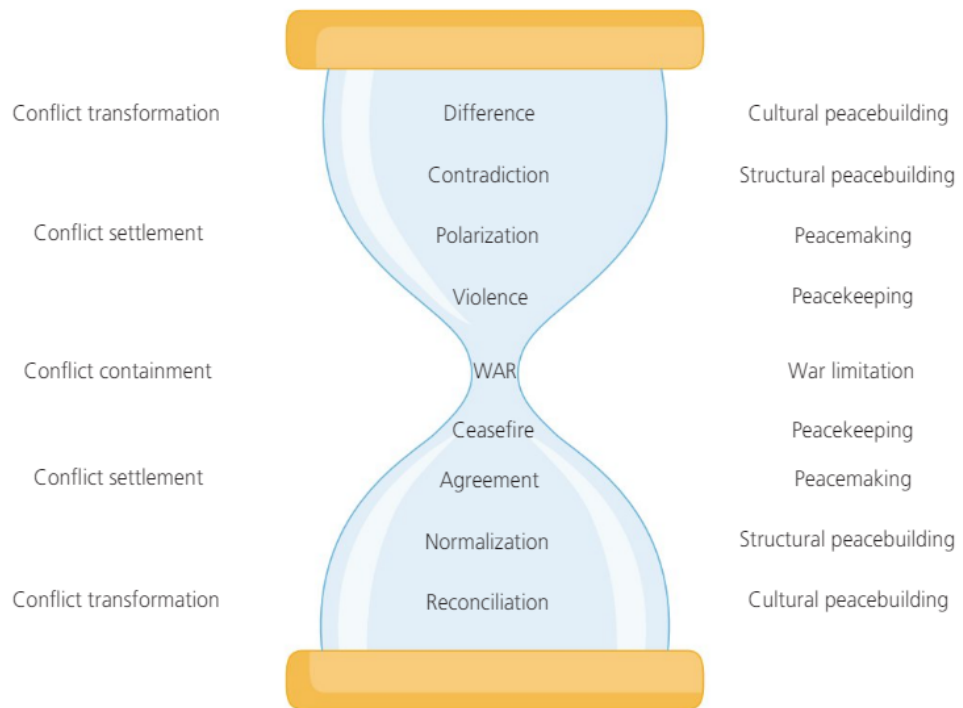 Conflict transformation Difference Cultural peacebuilding
Contradiction Structural peacebuilding
Conflict settlement Polarization Peacemaking
Violence Peacekeeping
Conflict containment WAR War limitation
Ceasefire Peacekeeping
Conflict settlement Agreement Peacemaking
Normalization Structural peacebuilding
Conflict transformation Reconciliation Cultural peacebuilding